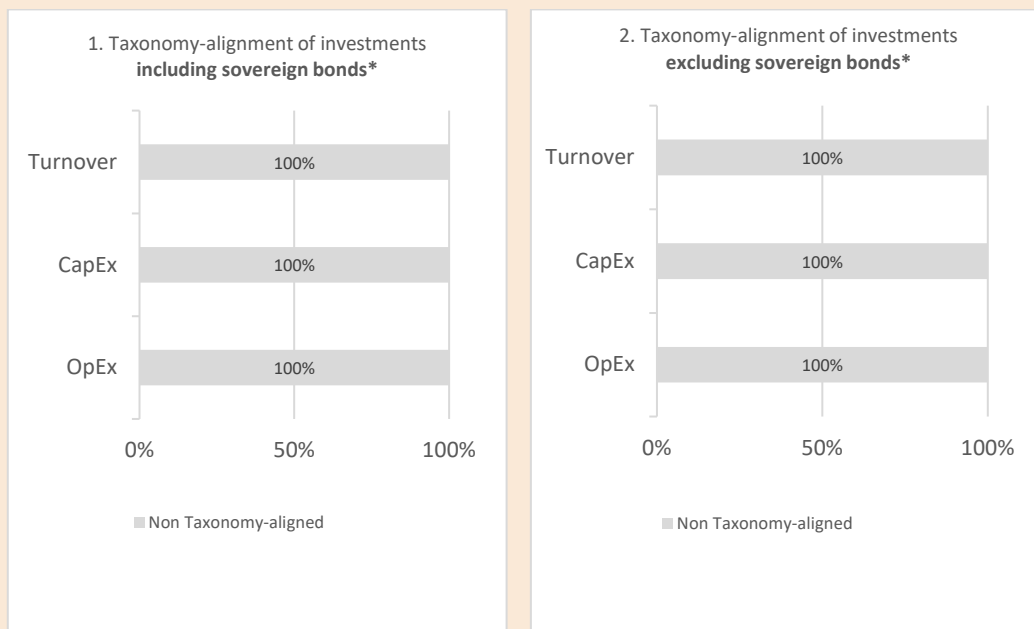 1. Taxonomy-alignment of investments
including sovereign bonds*
Turnover
100%
CapEx
100%
OpEx
100%
0%
50%
100%
Non Taxonomy-aligned
2. Taxonomy-alignment of investments
excluding sovereign bonds*
Turnover
100%
CapEx
100%
OpEx
100%
0%
50%
100%
Non Taxonomy-aligned